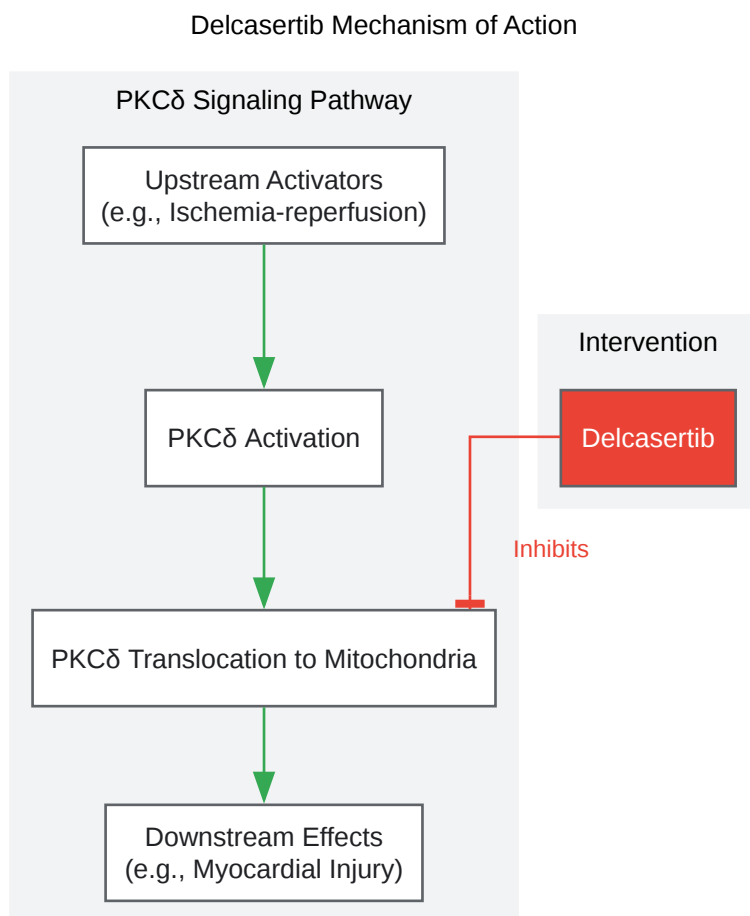 Delcasertib Mechanism of Action
PKCδ Signaling Pathway
Upstream Activators
(e.g., Ischemia-reperfusion)
Intervention
PKCδ Activation
Delcasertib
Inhibits
PKCδ Translocation to Mitochondria
Downstream Effects
(e.g., Myocardial Injury)